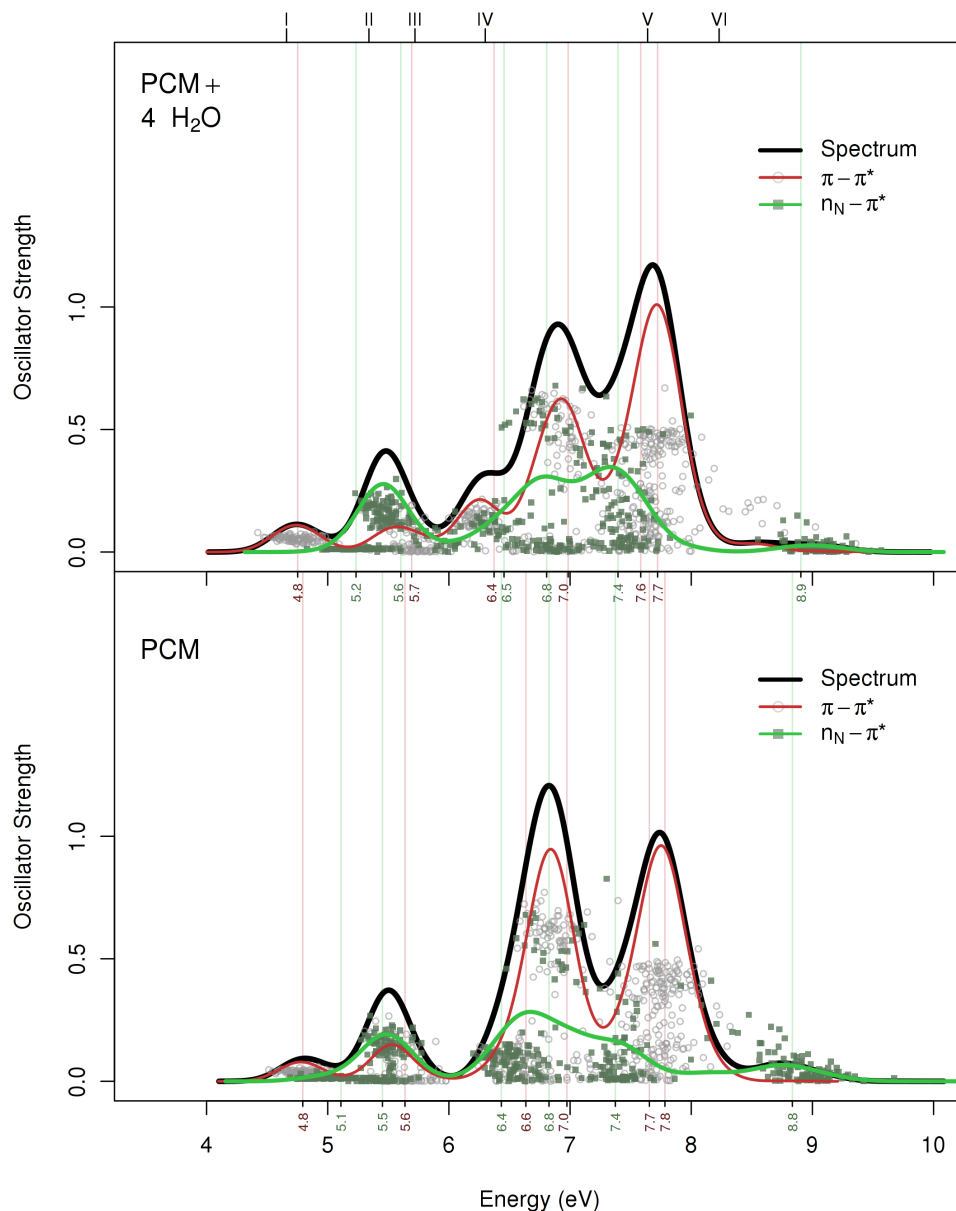 I II III IV V VI
PCM +
4 H₂O
Spectrum
π – π*
n_N – π*
Oscillator Strength
1.0
0.5
0.0
4.8 5.2 5.6 5.7 6.4 6.5 6.8 7.0 7.4 7.6 7.7 8.9
PCM
Spectrum
π – π*
n_N – π*
Oscillator Strength
1.0
0.5
0.0
4.8 5.1 5.5 5.6 6.4 6.6 6.8 7.0 7.4 7.7 7.8 8.8
4 5 6 7 8 9 10
Energy (eV)